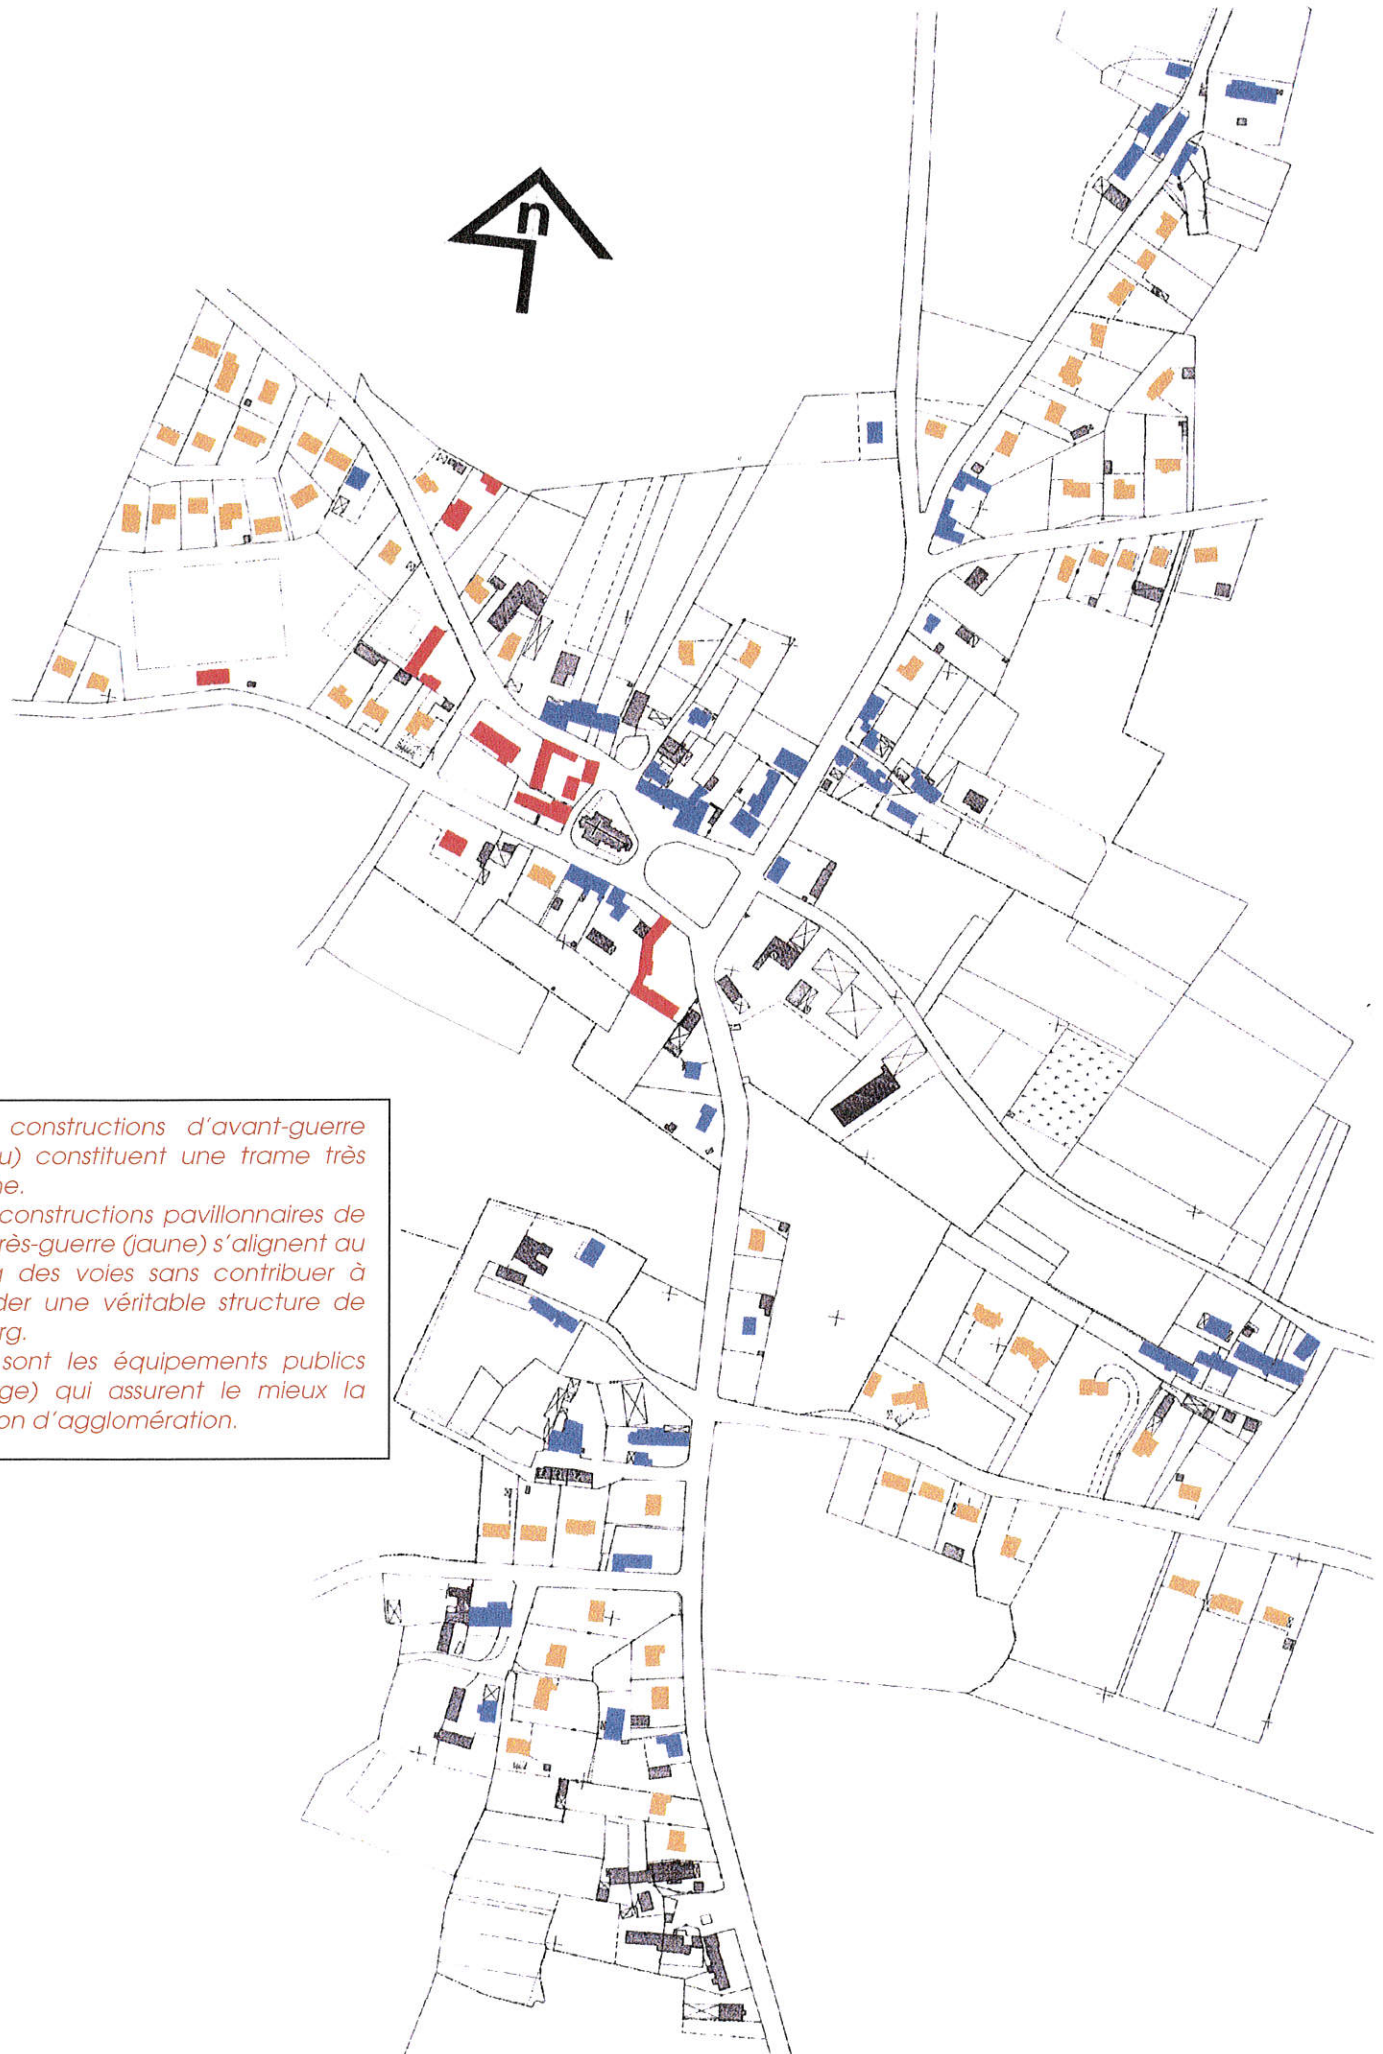 n
constructions d'avant-guerre
u) constituent une trame très
ne.
constructions pavillonnaires de
rès-guerre (jaune) s'alignent au
g des voies sans contribuer à
der une véritable structure de
rg.
sont les équipements publics
ge) qui assurent le mieux la
on d'agglomération.